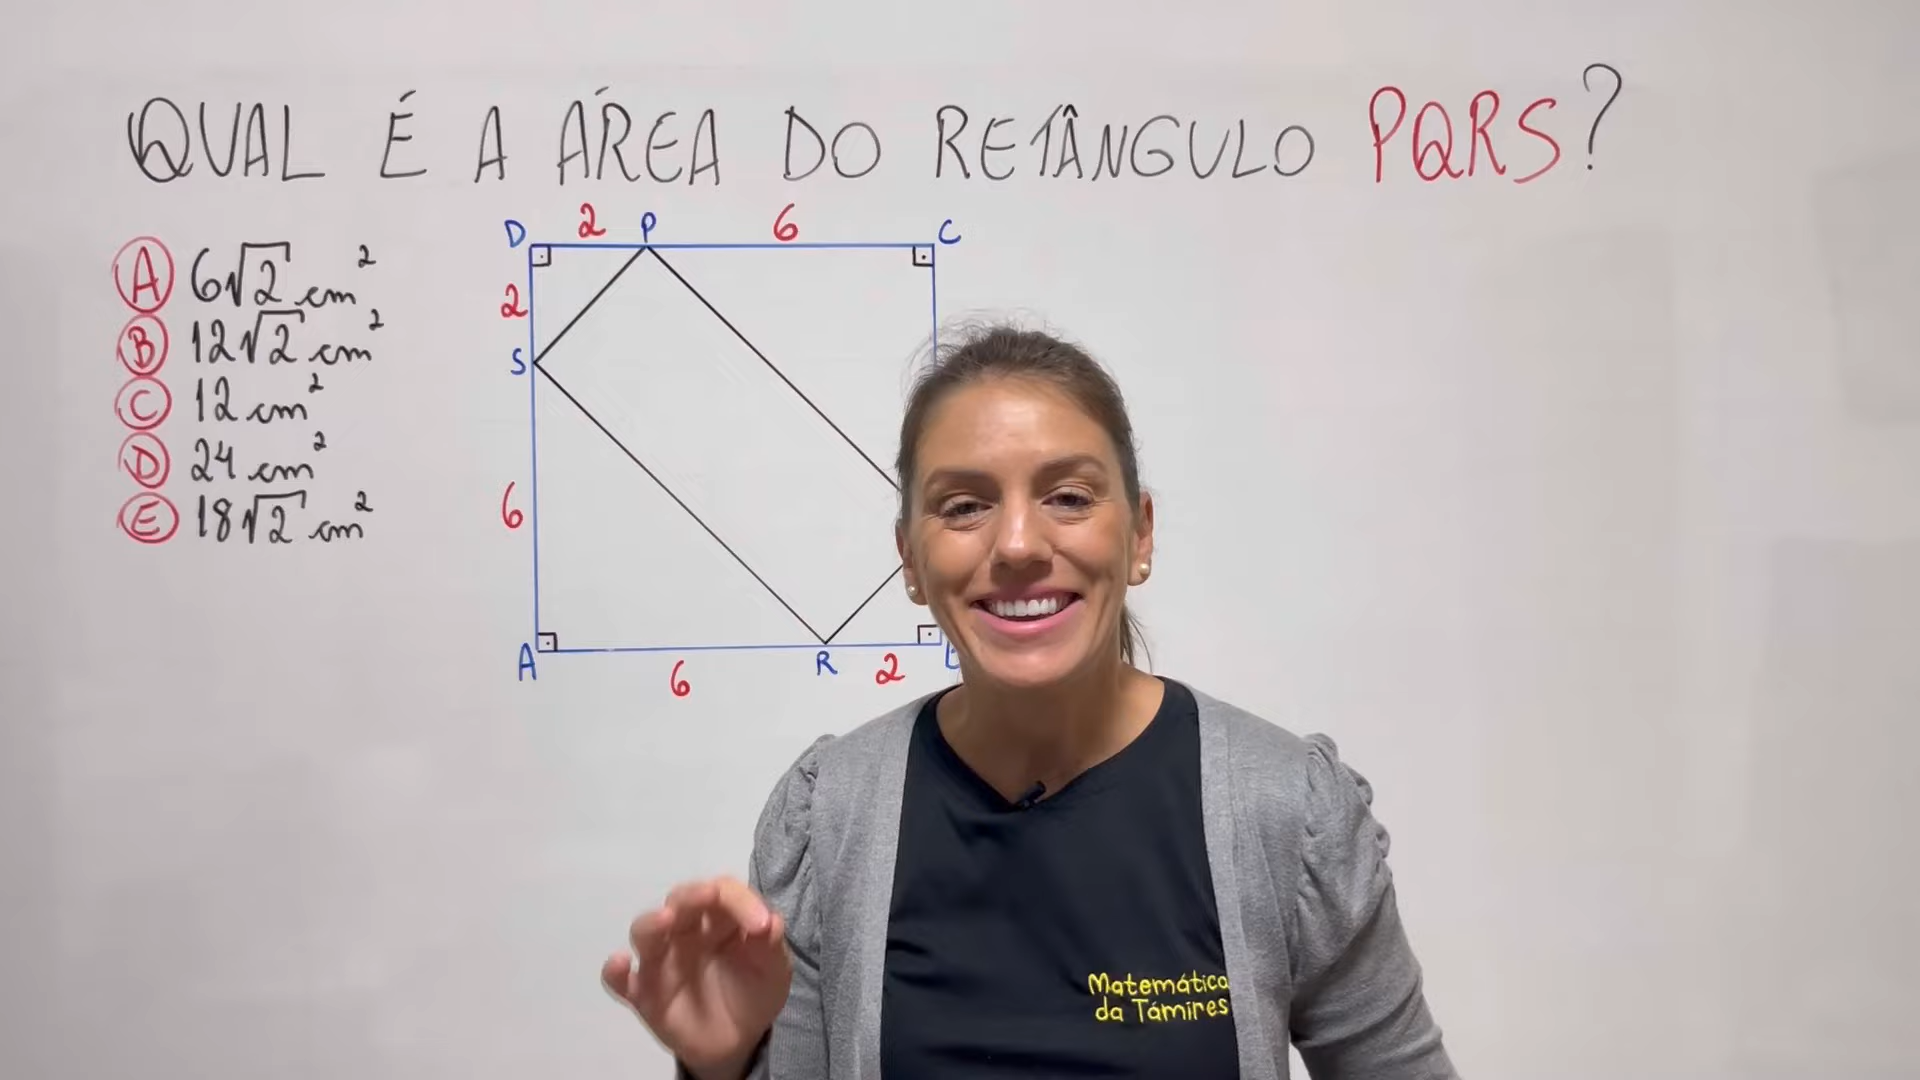 QUAL É A ÁREA DO RETÂNGULO PQRS?
A 6√2 cm²
B 12√2 cm²
C 12 cm²
D 24 cm²
E 18√2 cm²
D 2 P 6 C
2
S
6
A 6 R 2
Matemática
da Támires